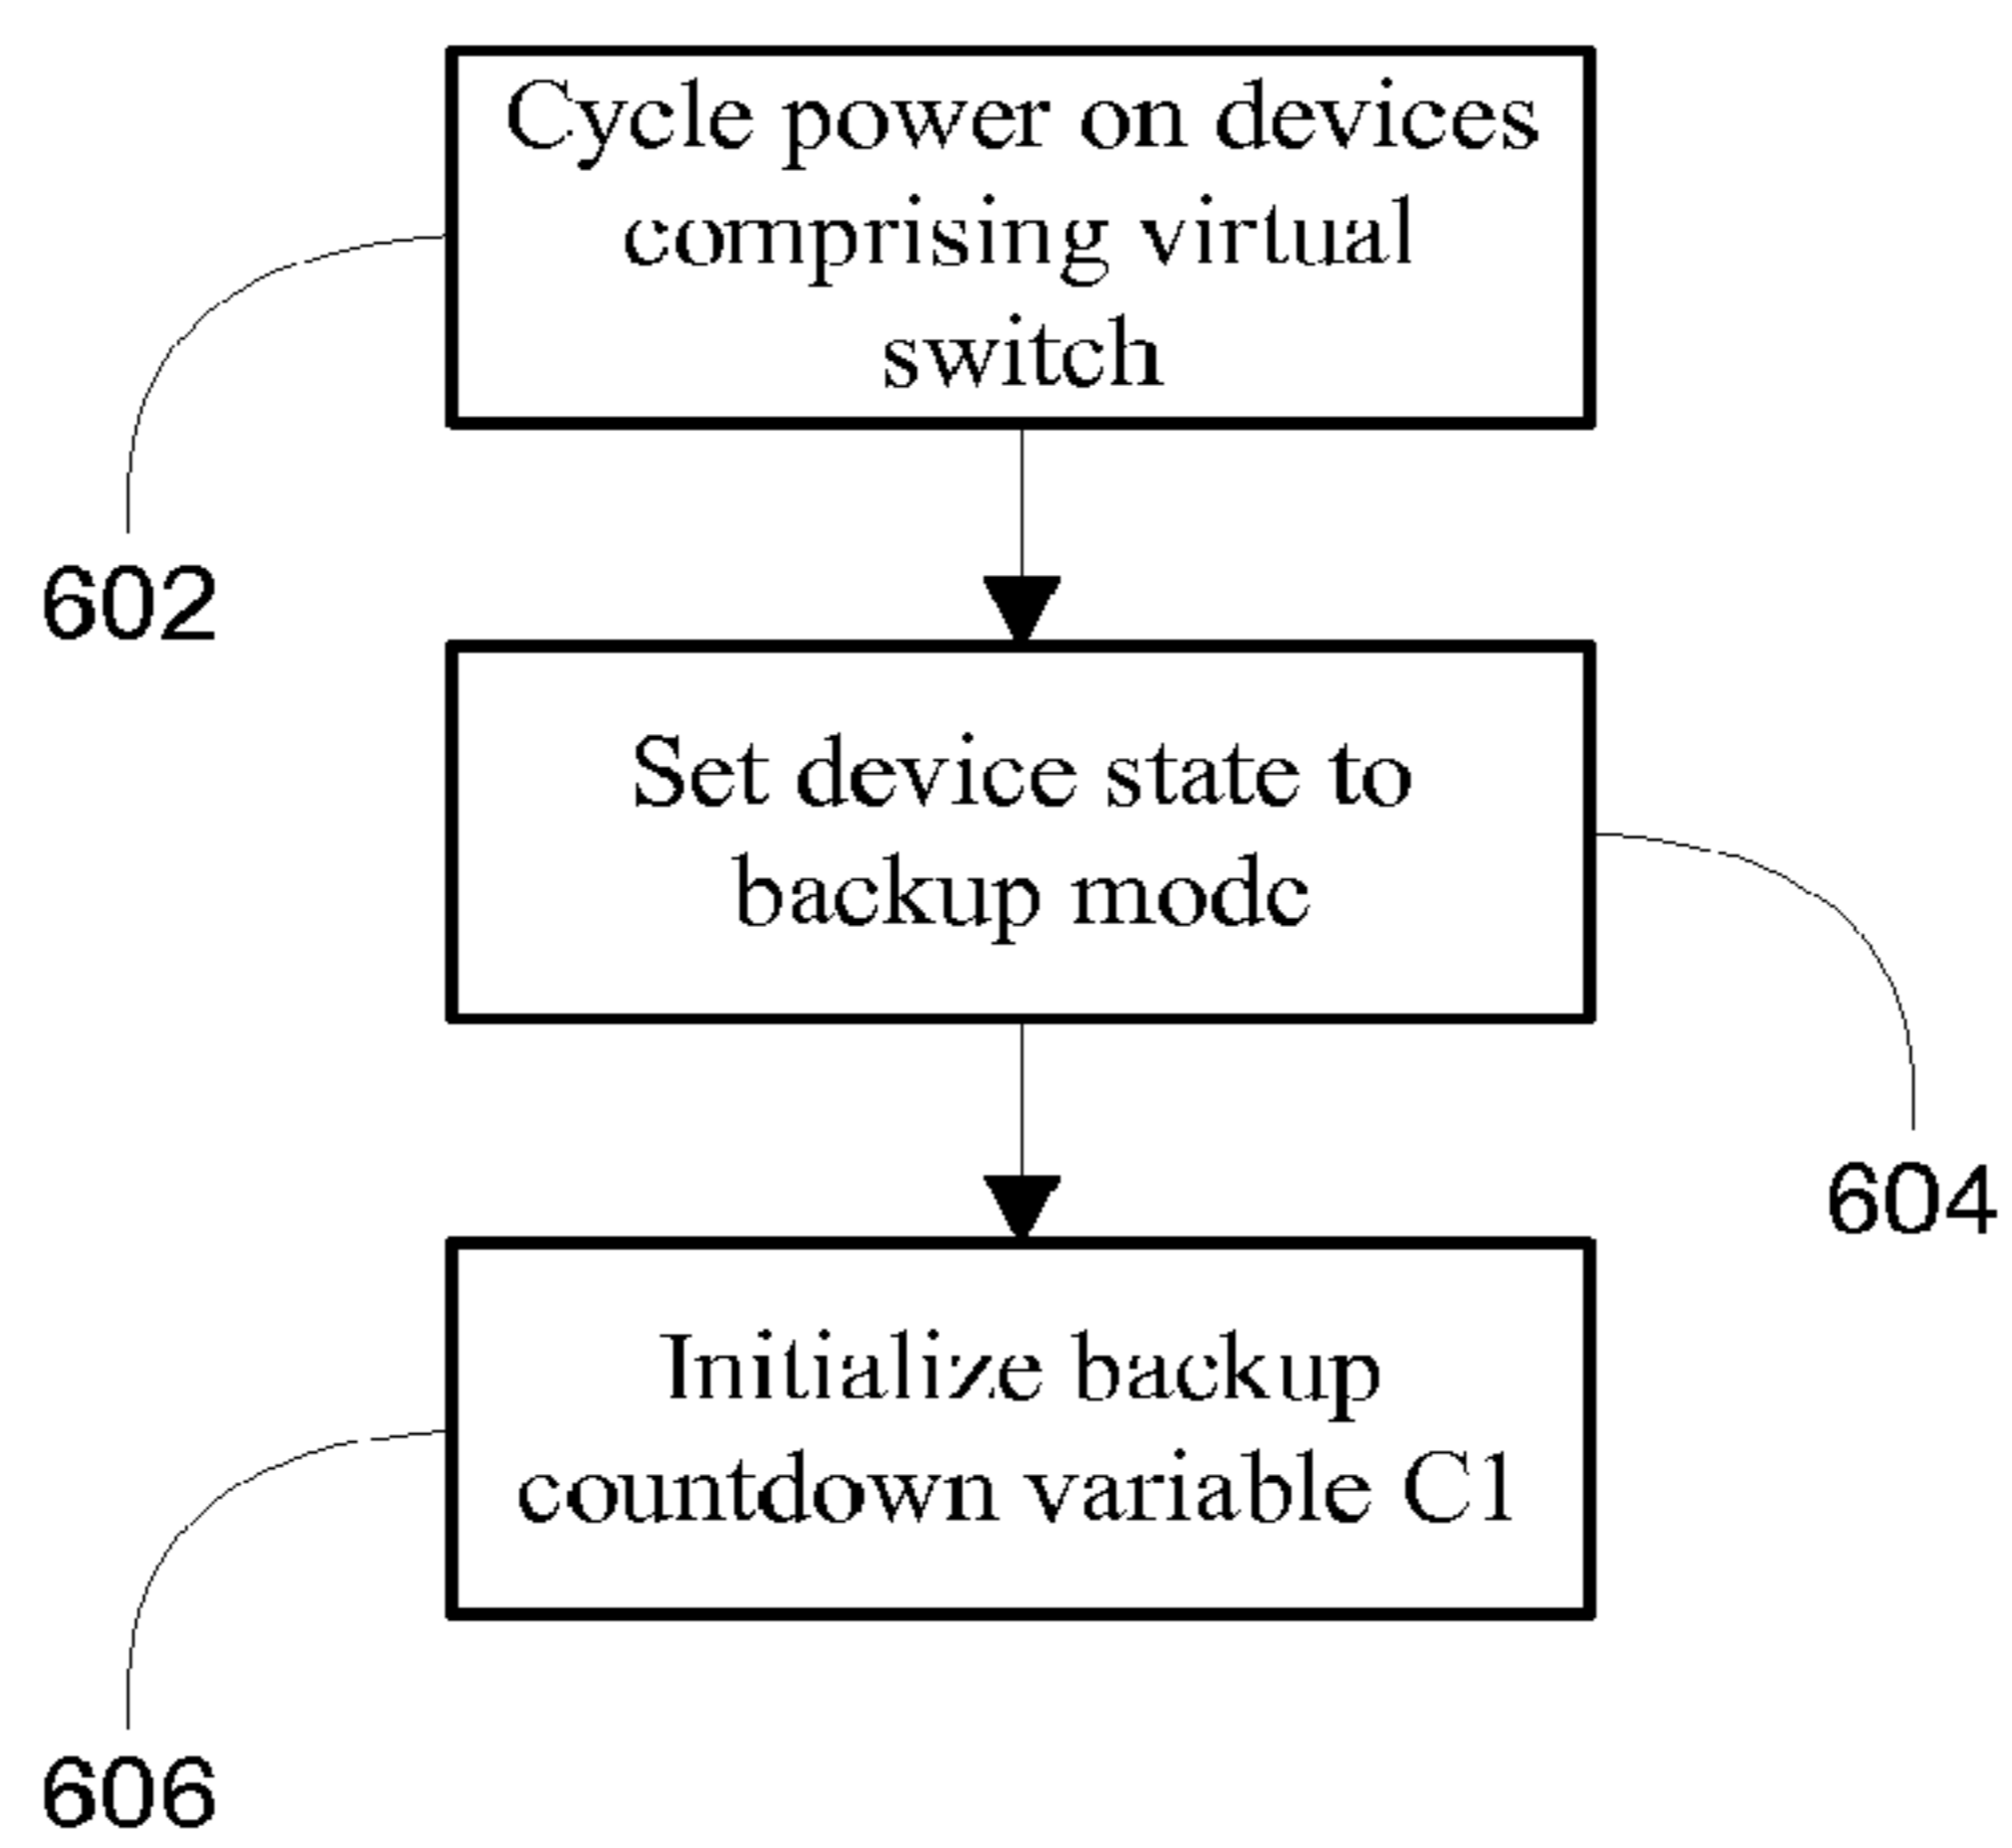 Cycle power on devices
comprising virtual
switch
602
Set device state to
backup mode
604
Initialize backup
countdown variable C1
606